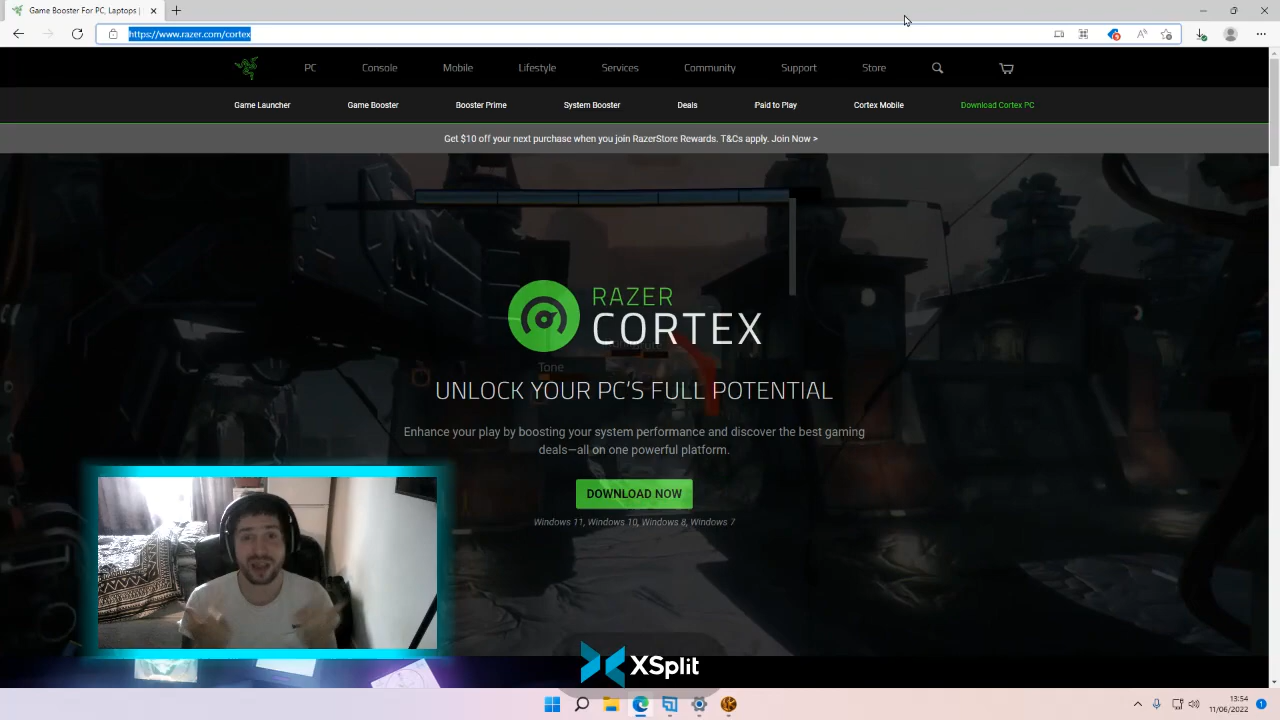 Game Booster For PC, Laptops |
https://www.razer.com/cortex
PC
Console
Mobile
Lifestyle
Services
Community
Support
Store
Game Launcher
Game Booster
Booster Prime
System Booster
Deals
Paid to Play
Cortex Mobile
Download Cortex PC
Get $10 off your next purchase when you join RazerStore Rewards. T&Cs apply. Join Now >
RAZER
CORTEX
Tone
UNLOCK YOUR PC'S FULL POTENTIAL
Enhance your play by boosting your system performance and discover the best gaming
deals—all on one powerful platform.
DOWNLOAD NOW
Windows 11, Windows 10, Windows 8, Windows 7
XSplit
13:54
11/06/2022